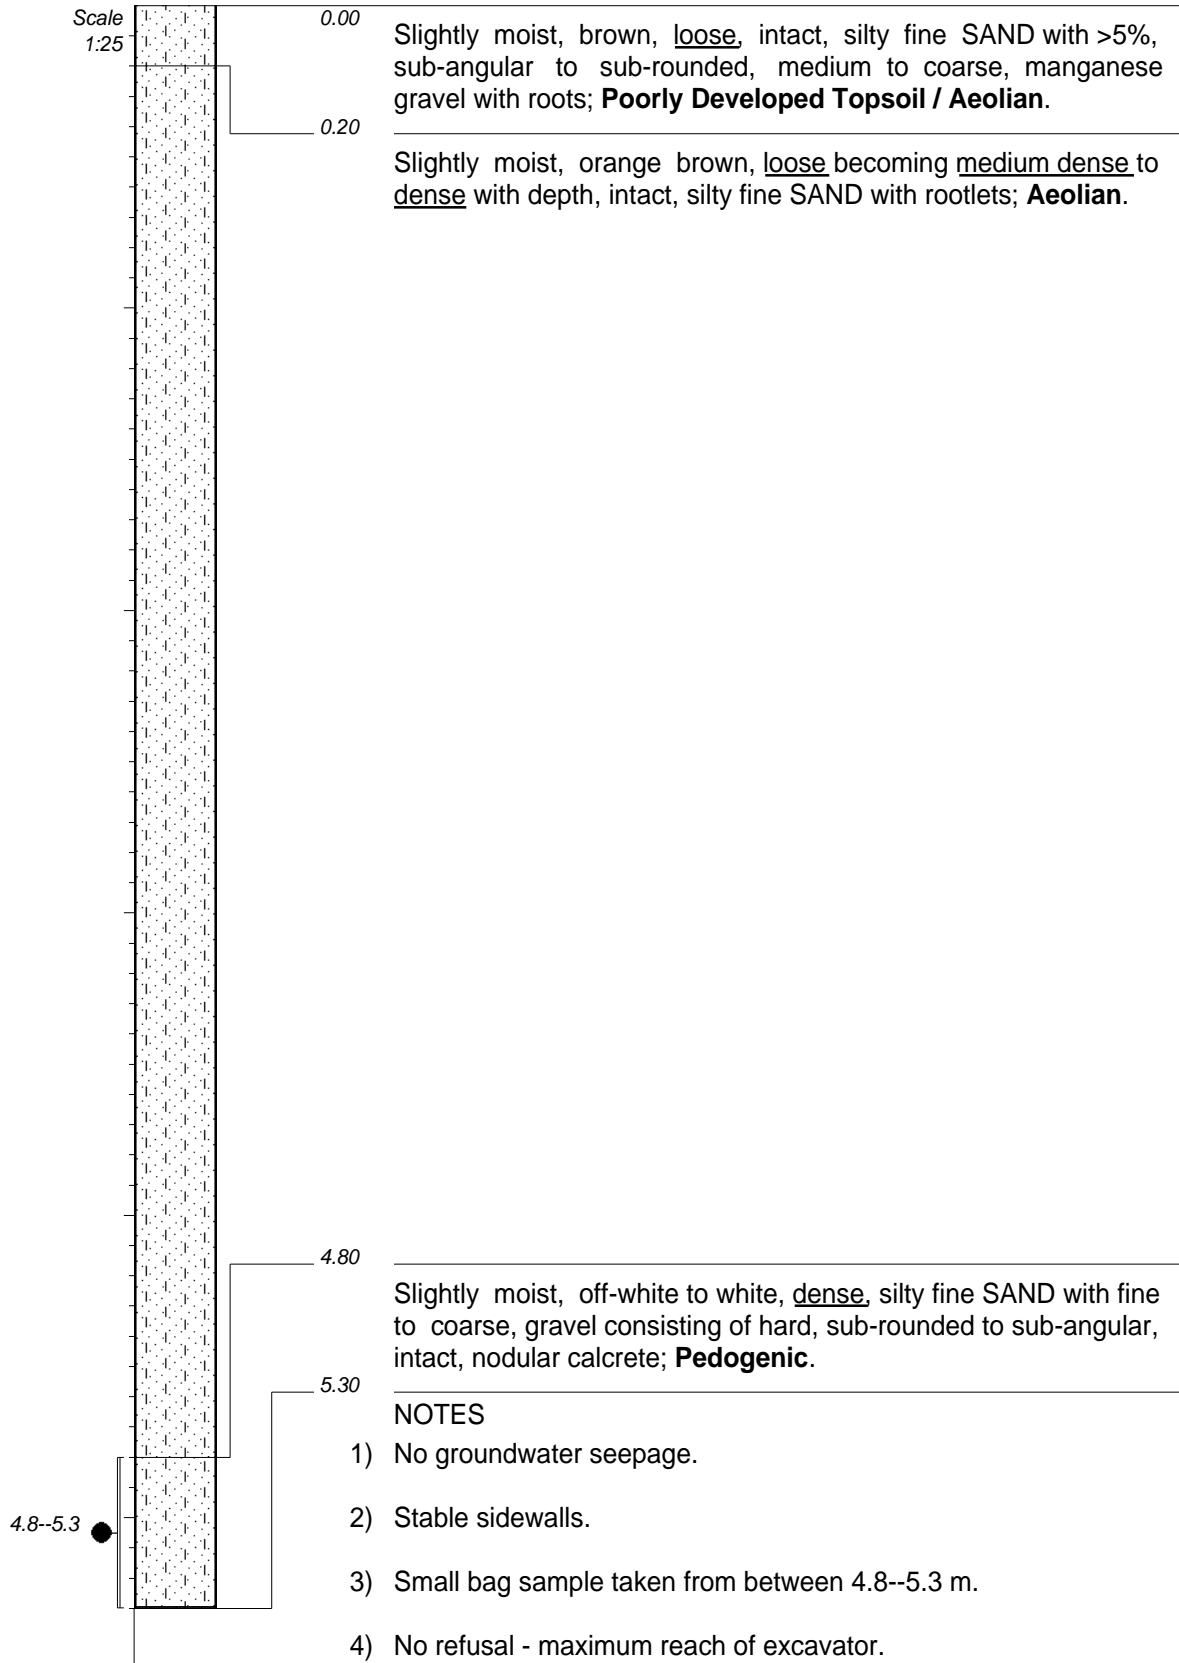 Scale
1:25
0.00
Slightly moist, brown, loose, intact, silty fine SAND with >5%,
sub-angular to sub-rounded, medium to coarse, manganese
gravel with roots; Poorly Developed Topsoil / Aeolian.
0.20
Slightly moist, orange brown, loose becoming medium dense to
dense with depth, intact, silty fine SAND with rootlets; Aeolian.
4.80
Slightly moist, off-white to white, dense, silty fine SAND with fine
to coarse, gravel consisting of hard, sub-rounded to sub-angular,
intact, nodular calcrete; Pedogenic.
5.30
NOTES
1) No groundwater seepage.
4.8--5.3
2) Stable sidewalls.
3) Small bag sample taken from between 4.8--5.3 m.
4) No refusal - maximum reach of excavator.